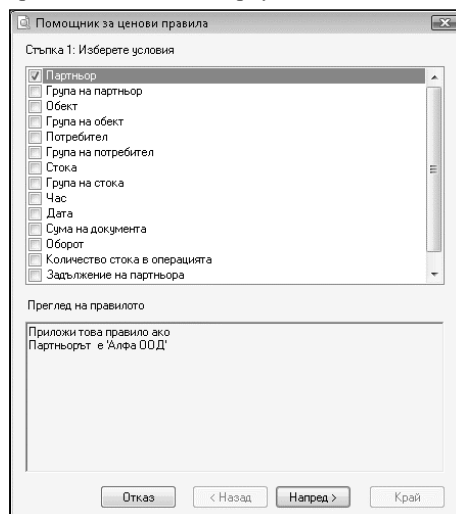 Помощник за ценови правила
Стъпка 1: Изберете условия
Партньор
Група на партньор
Обект
Група на обект
Потребител
Група на потребител
Стока
Група на стока
Час
Дата
Сума на документа
Оборот
Количество стока в операцията
Задължение на партньора
Преглед на правилото
Приложи това правило ако
Партньорът е 'Алфа ООД'
Отказ
< Назад
Напред >
Край